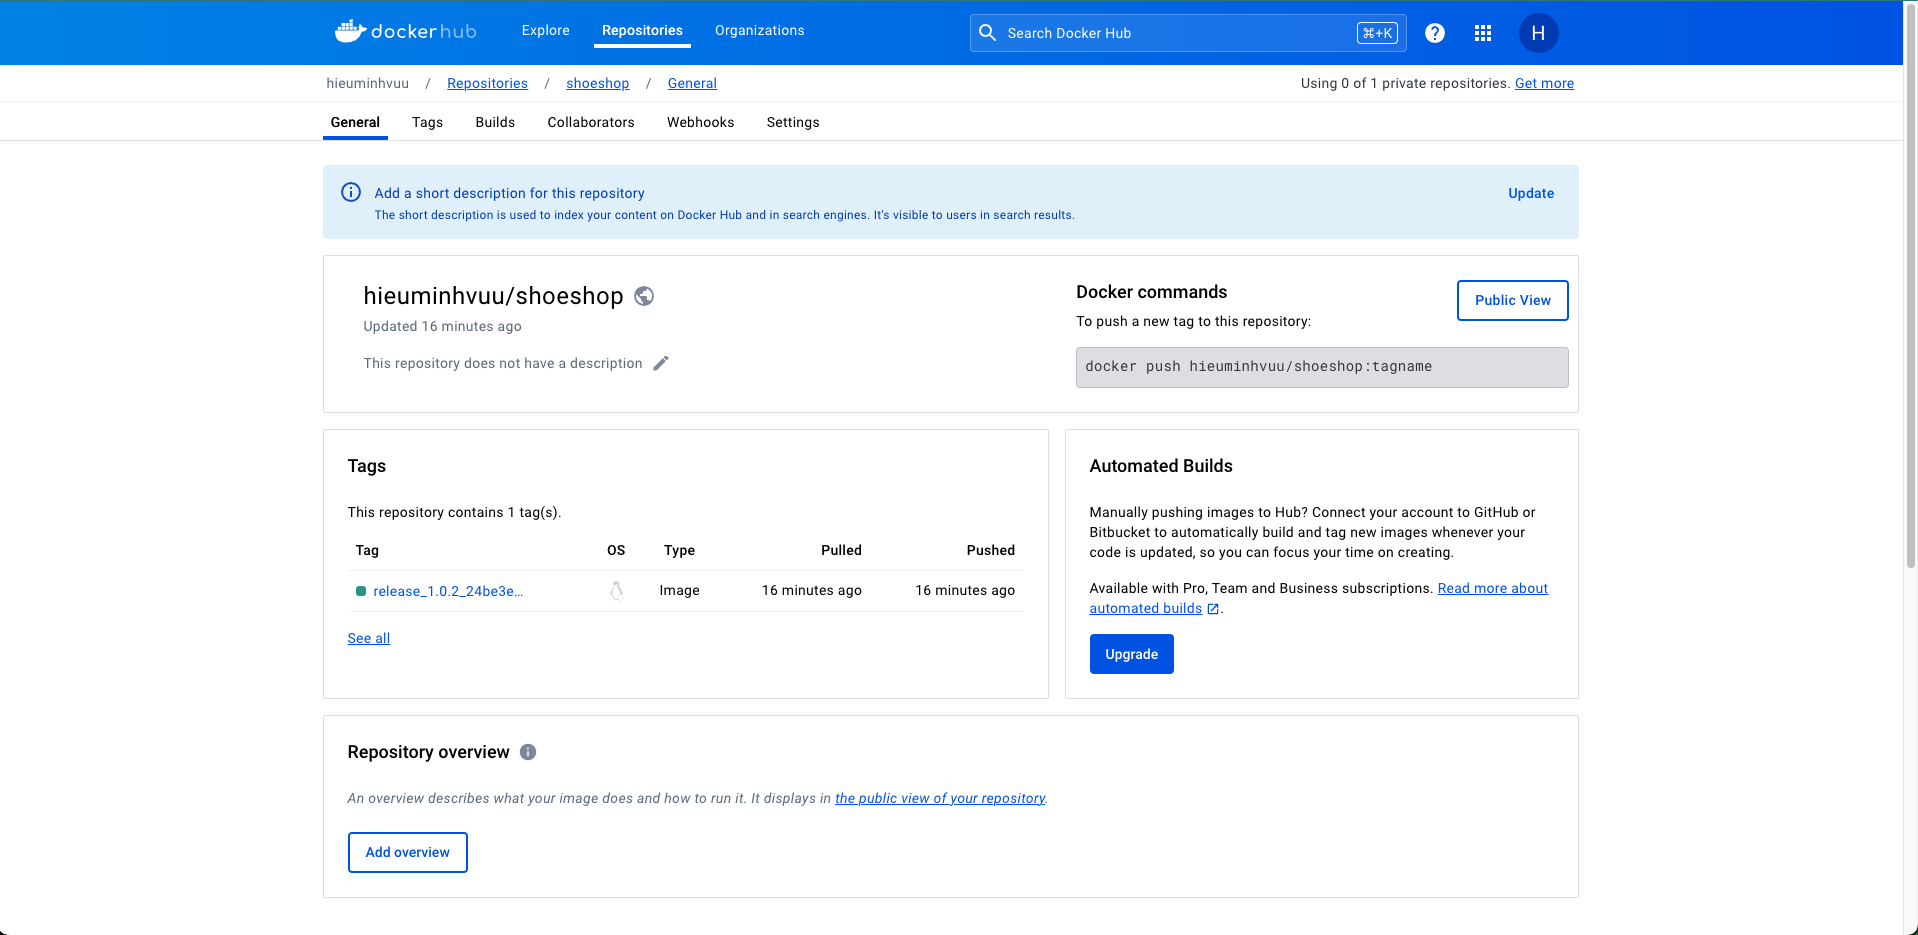 docker hub Explore Repositories Organizations Search Docker Hub ⌘+K ? H
hieuminhvuu / Repositories / shoeshop / General Using 0 of 1 private repositories. Get more
General Tags Builds Collaborators Webhooks Settings
Add a short description for this repository Update
The short description is used to index your content on Docker Hub and in search engines. It's visible to users in search results.
hieuminhvuu/shoeshop
Updated 16 minutes ago
This repository does not have a description
Docker commands Public View
To push a new tag to this repository:
docker push hieuminhvuu/shoeshop:tagname
Tags
This repository contains 1 tag(s).
Tag OS Type Pulled Pushed
release_1.0.2_24be3e... Image 16 minutes ago 16 minutes ago
See all
Automated Builds
Manually pushing images to Hub? Connect your account to GitHub or
Bitbucket to automatically build and tag new images whenever your
code is updated, so you can focus your time on creating.
Available with Pro, Team and Business subscriptions. Read more about
automated builds .
Upgrade
Repository overview
An overview describes what your image does and how to run it. It displays in the public view of your repository.
Add overview